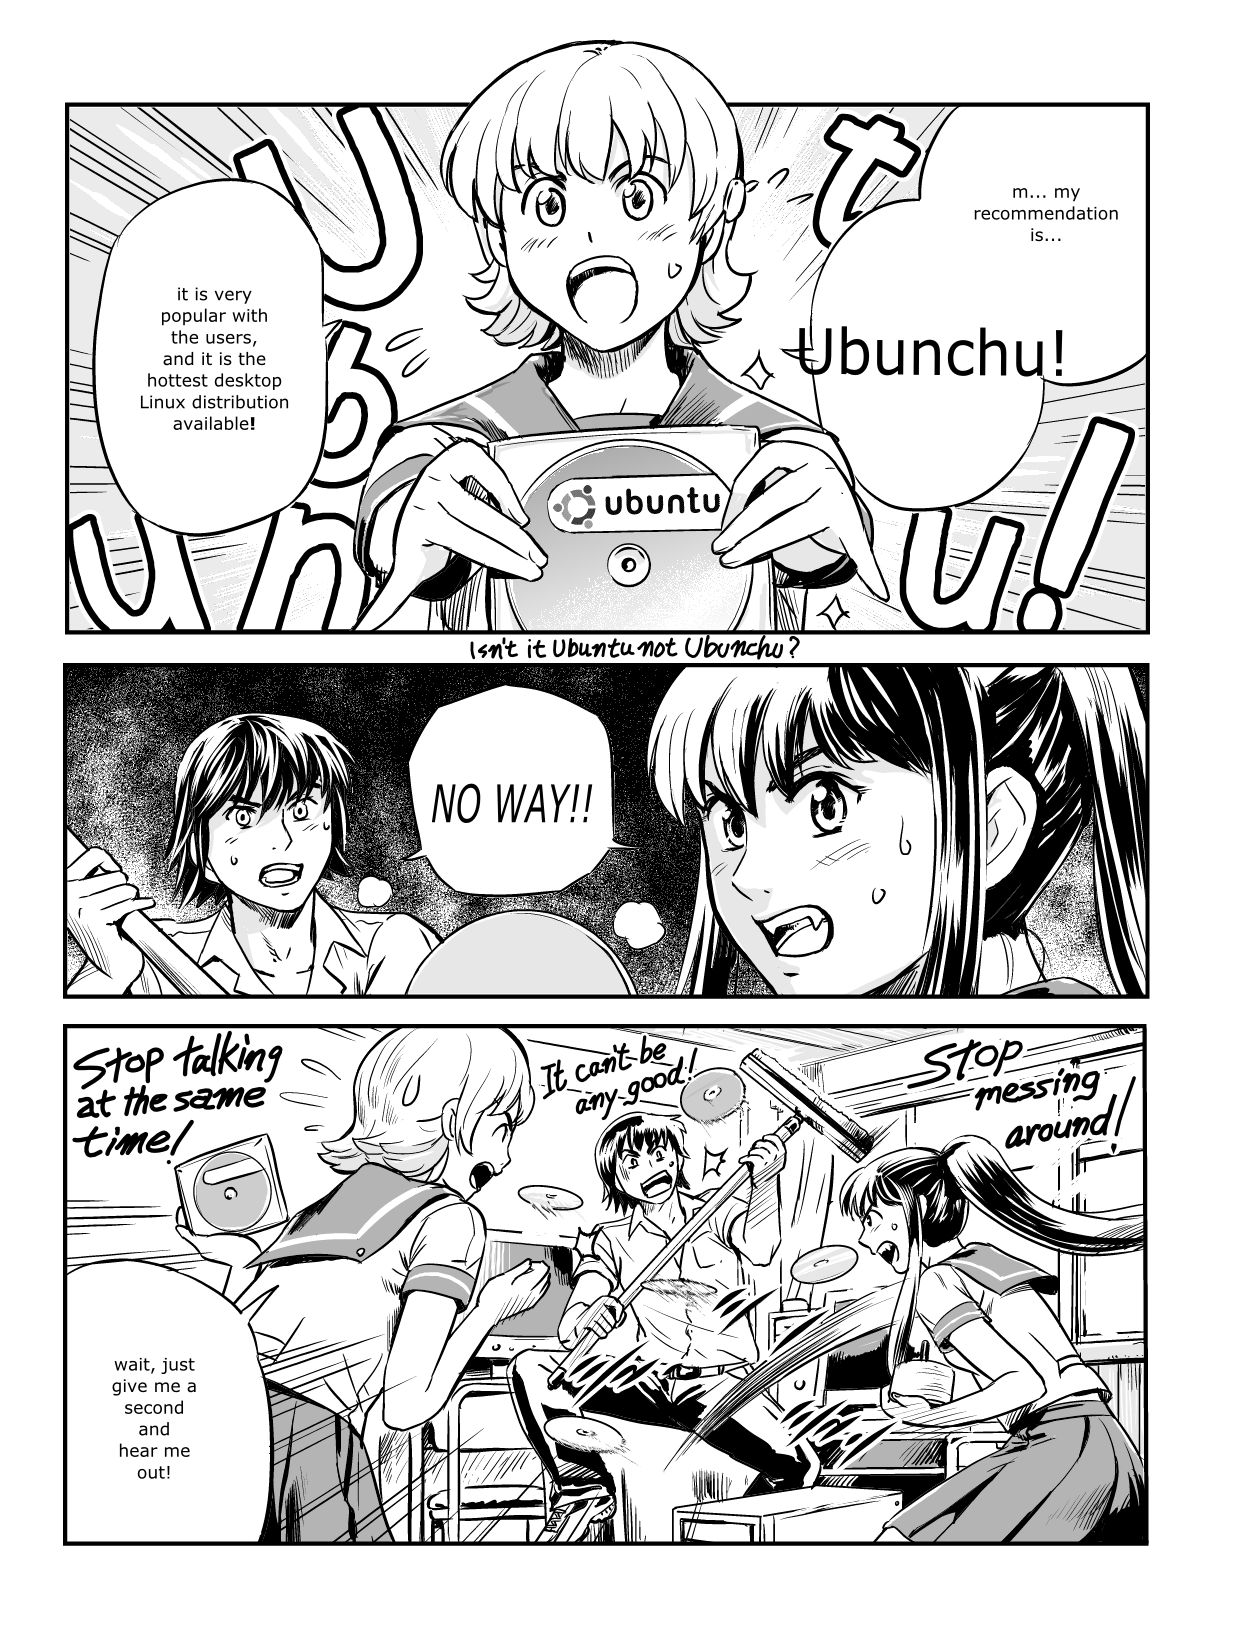 m... my
recommendation
is...
Ubunchu!
it is very
popular with
the users,
and it is the
hottest desktop
Linux distribution
available!
U t
b
u n u!
ubuntu
Isn't it Ubuntu not Ubunchu?
NO WAY!!
Stop talking
at the same
time!
It can't be
any good!
Stop
messing
around!
wait, just
give me a
second
and
hear me
out!